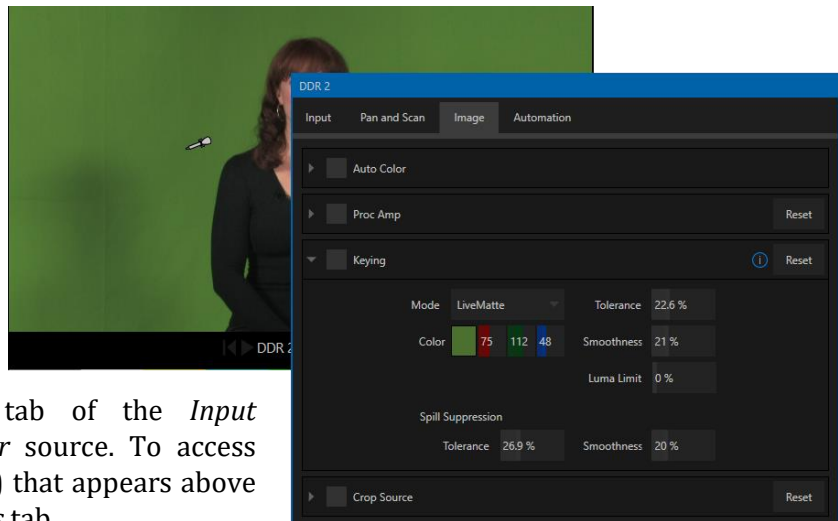 DDR 2
Input Pan and Scan Image Automation
Auto Color
Proc Amp Reset
Keying Reset
Mode LiveMatte Tolerance 22.6 %
Color 75 112 48 Smoothness 21 %
Luma Limit 0 %
Spill Suppression
Tolerance 26.9 % Smoothness 20 %
Crop Source Reset
DDR 2
tab of the Input
source. To access
) that appears above
tab